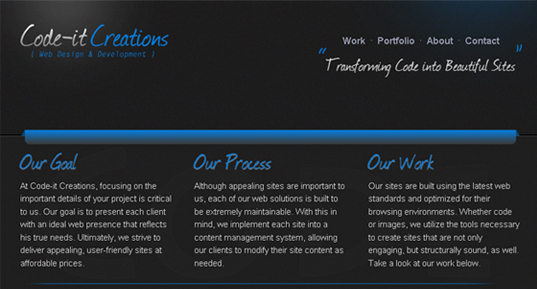 Code-it Creations
{ Web Design & Development }
Work · Portfolio · About · Contact
“ Transforming Code into Beautiful Sites ”
Our Goal
At Code-it Creations, focusing on the
important details of your project is critical
to us. Our goal is to present each client
with an ideal web presence that reflects
his true needs. Ultimately, we strive to
deliver appealing, user-friendly sites at
affordable prices.
Our Process
Although appealing sites are important to
us, each of our web solutions is built to
be extremely maintainable. With this in
mind, we implement each site into a
content management system, allowing
our clients to modify their site content as
needed.
Our Work
Our sites are built using the latest web
standards and optimized for their
browsing environments. Whether code
or images, we utilize the tools necessary
to create sites that are not only
engaging, but structurally sound, as well.
Take a look at our work below.